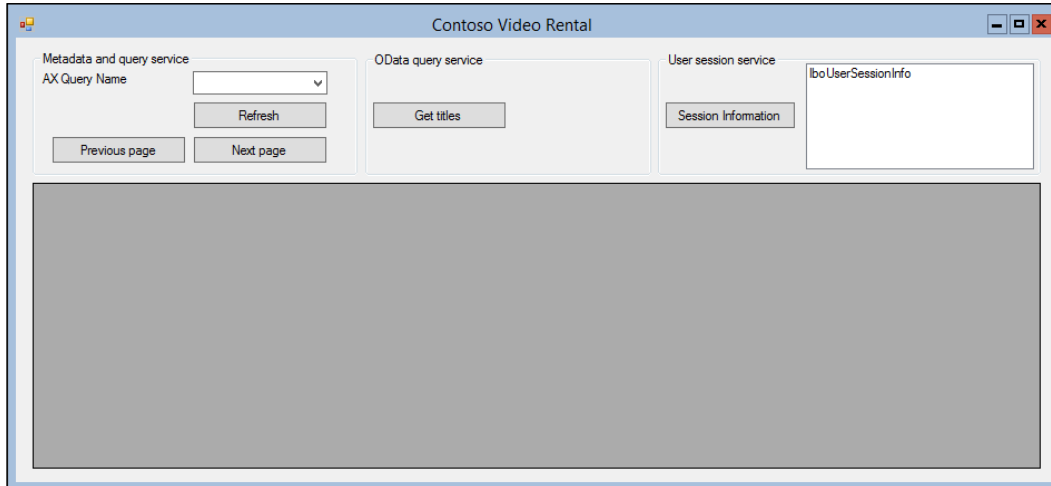 Contoso Video Rental
Metadata and query service
AX Query Name
Refresh
Previous page
Next page
OData query service
Get titles
User session service
Session Information
lboUserSessionInfo